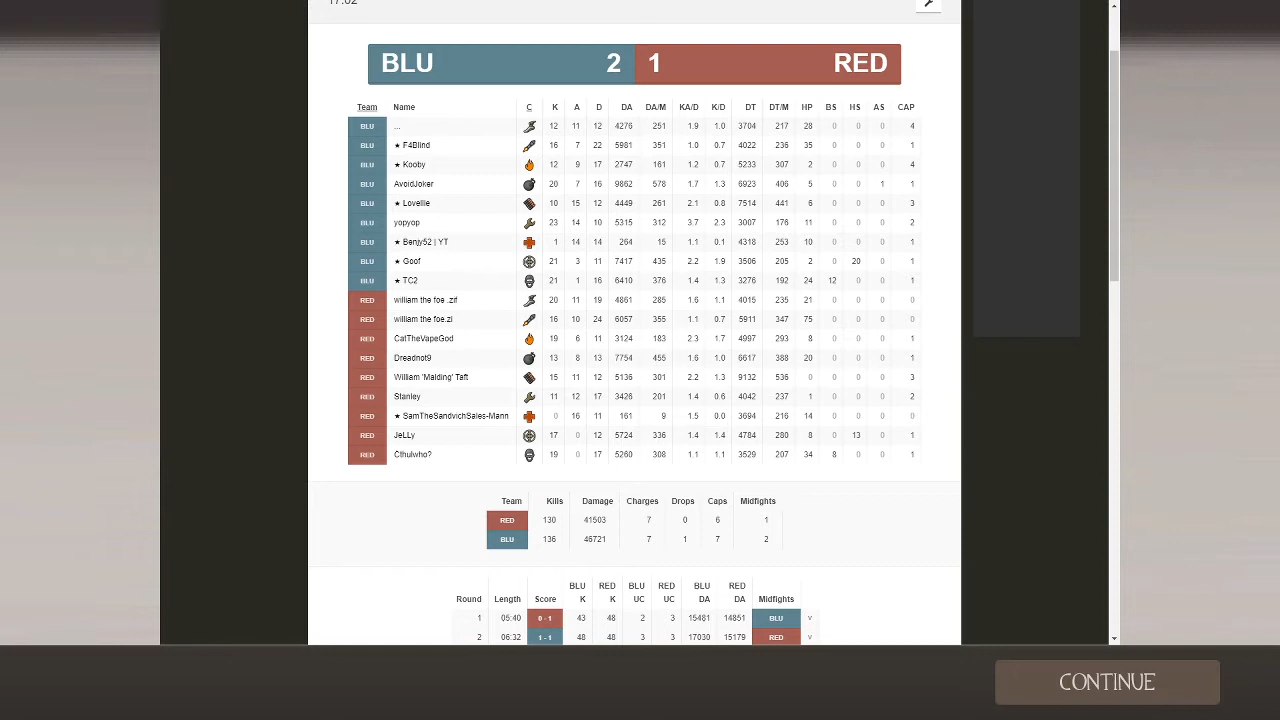 17:02
BLU 2 1 RED
Team Name C K A D DA DA/M KA/D K/D DT DT/M HP BS HS AS CAP
BLU ... 12 11 12 4276 251 1.9 1.0 3704 217 28 0 0 0 4
BLU ★ F4Blind 16 7 22 5981 351 1.0 0.7 4022 236 35 0 0 0 1
BLU ★ Kooby 12 9 17 2747 161 1.2 0.7 5233 307 2 0 0 0 4
BLU AvoidJoker 20 7 16 9862 578 1.7 1.3 6923 406 5 0 0 1 1
BLU ★ Lovellie 10 15 12 4449 261 2.1 0.8 7514 441 6 0 0 0 3
BLU yopyop 23 14 10 5315 312 3.7 2.3 3007 176 11 0 0 0 2
BLU ★ Benjy52 | YT 1 14 14 264 15 1.1 0.1 4318 253 10 0 0 0 1
BLU ★ Goof 21 3 11 7417 435 2.2 1.9 3506 205 2 0 20 0 1
BLU ★ TC2 21 1 16 6410 376 1.4 1.3 3276 192 24 12 0 0 1
RED william the foe .zif 20 11 19 4861 285 1.6 1.1 4015 235 21 0 0 0 0
RED william the foe.zl 16 10 24 6057 355 1.1 0.7 5911 347 75 0 0 0 0
RED CatTheVapeGod 19 6 11 3124 183 2.3 1.7 4997 293 8 0 0 0 1
RED Dreadnot9 13 8 13 7754 455 1.6 1.0 6617 388 20 0 0 0 1
RED William 'Malding' Taft 15 11 12 5136 301 2.2 1.3 9132 536 0 0 0 0 3
RED Stanley 11 12 17 3426 201 1.4 0.6 4042 237 1 0 0 0 2
RED ★ SamTheSandvichSales-Mann 0 16 11 161 9 1.5 0.0 3694 216 14 0 0 0 0
RED JeLLy 17 0 12 5724 336 1.4 1.4 4784 280 8 0 13 0 1
RED Cthulwho? 19 0 17 5260 308 1.1 1.1 3529 207 34 8 0 0 1
Team Kills Damage Charges Drops Caps Midfights
RED 130 41503 7 0 6 1
BLU 136 46721 7 1 7 2
Round Length Score BLU K RED K BLU UC RED UC BLU DA RED DA Midfights
1 05:40 0 - 1 43 48 2 3 15481 14851 BLU v
2 06:32 1 - 1 48 48 3 3 17030 15179 RED v
CONTINUE